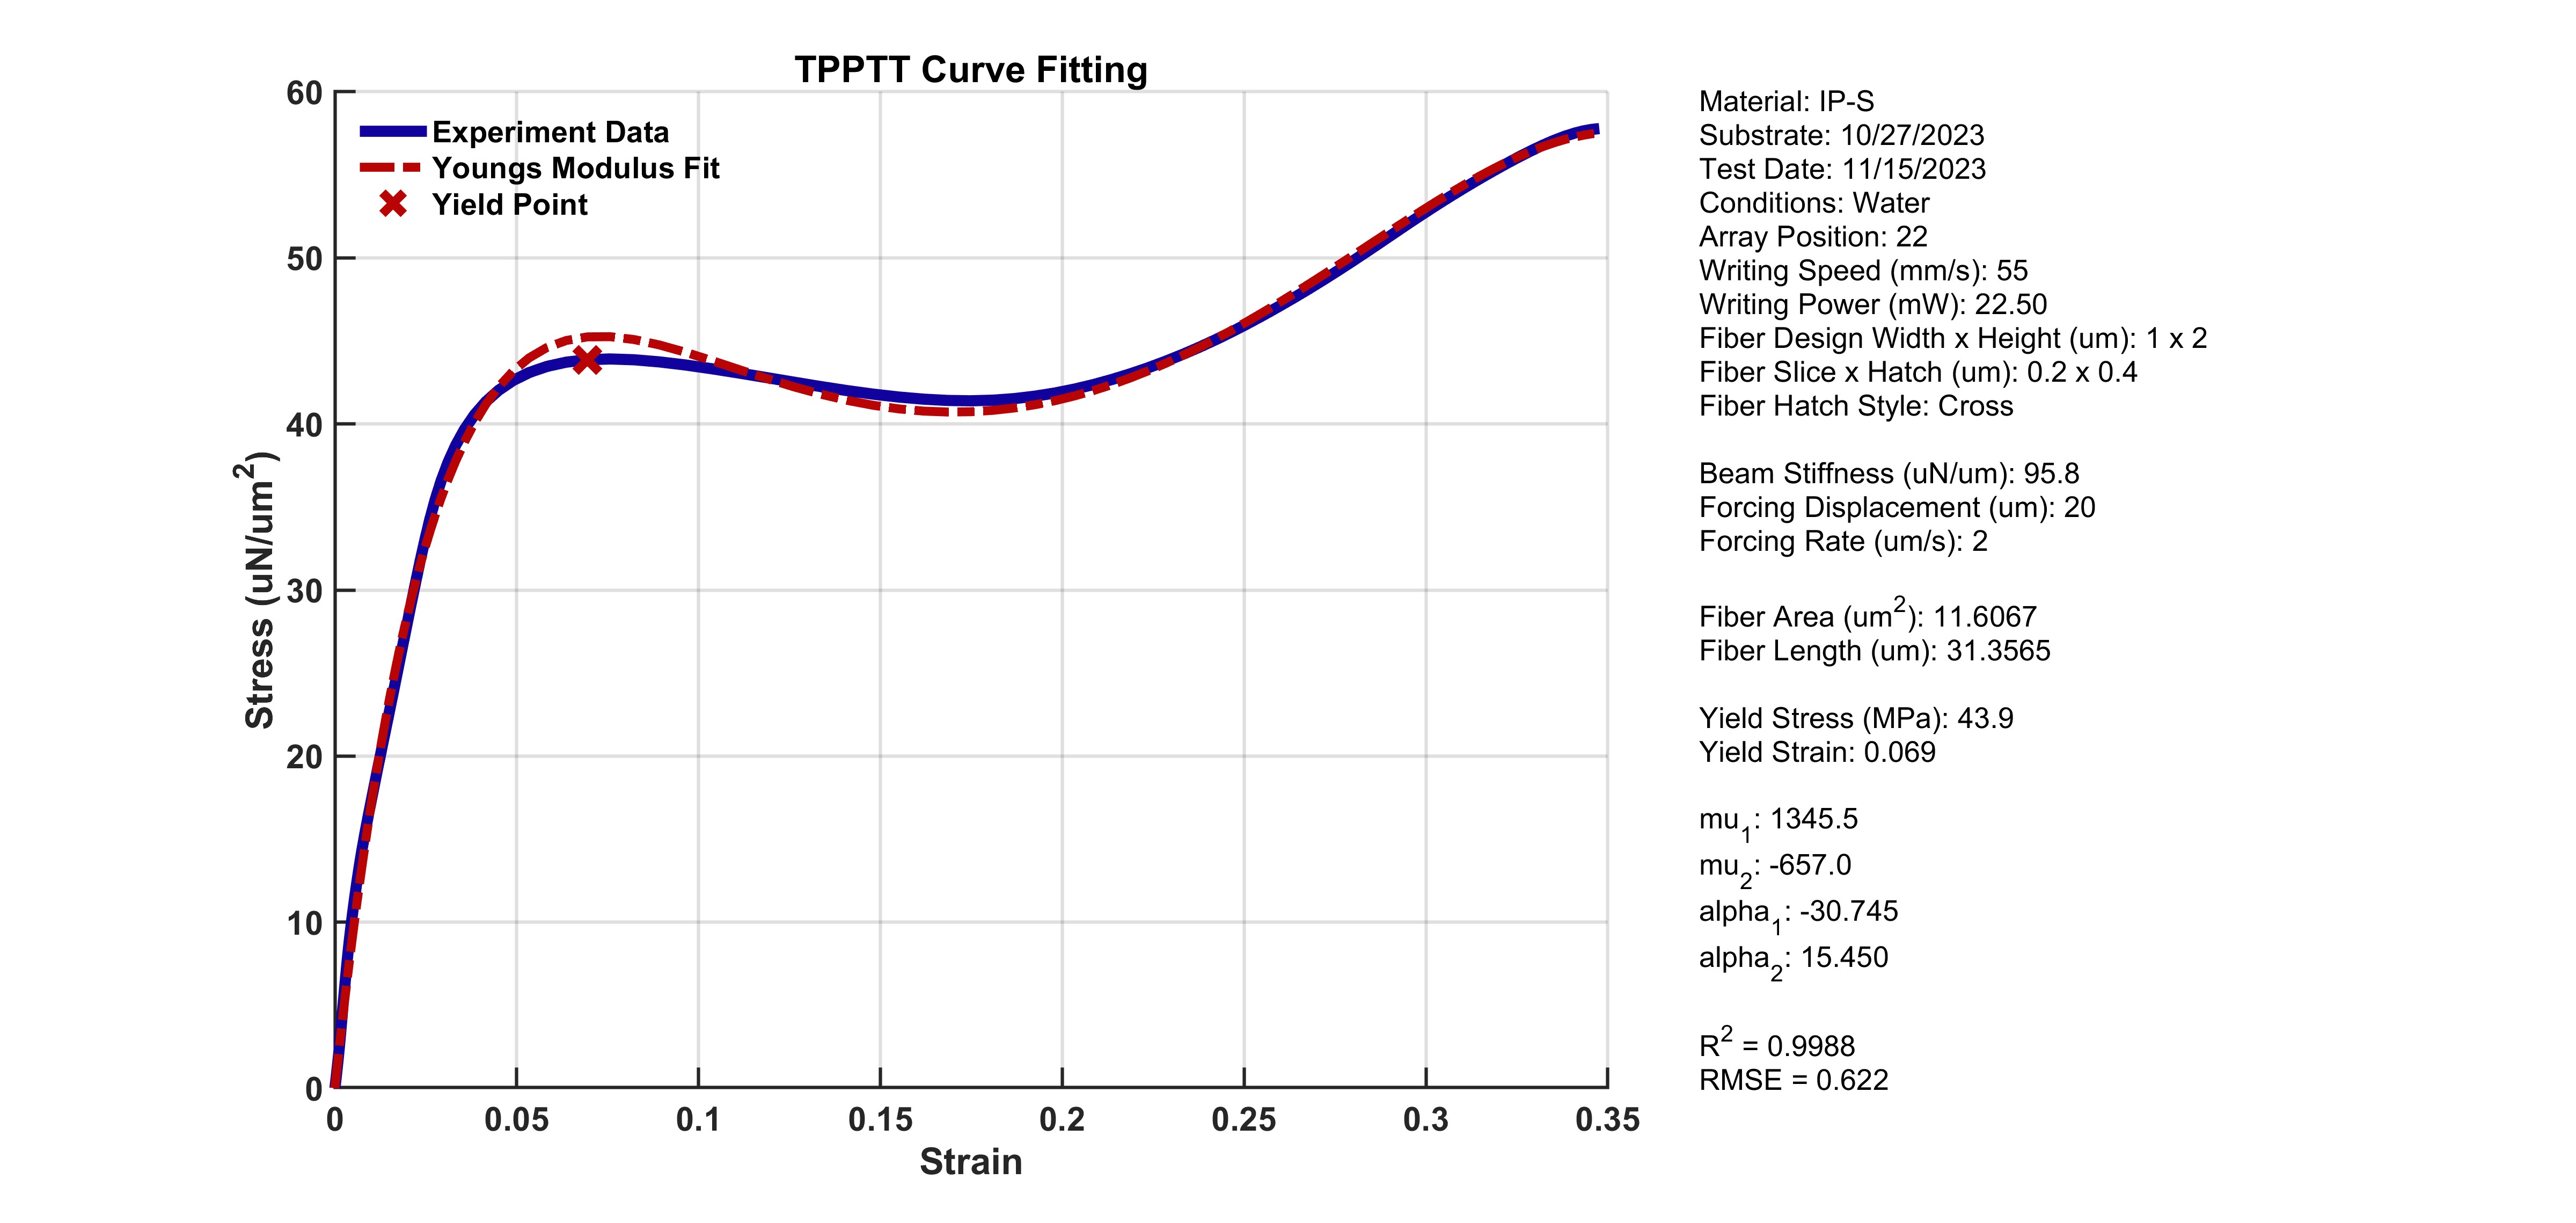 TPPTT Curve Fitting
60
50
40
30
20
10
0
Stress (uN/um²)
Experiment Data
Youngs Modulus Fit
Yield Point
0 0.05 0.1 0.15 0.2 0.25 0.3 0.35
Strain
Material: IP-S
Substrate: 10/27/2023
Test Date: 11/15/2023
Conditions: Water
Array Position: 22
Writing Speed (mm/s): 55
Writing Power (mW): 22.50
Fiber Design Width x Height (um): 1 x 2
Fiber Slice x Hatch (um): 0.2 x 0.4
Fiber Hatch Style: Cross
Beam Stiffness (uN/um): 95.8
Forcing Displacement (um): 20
Forcing Rate (um/s): 2
Fiber Area (um²): 11.6067
Fiber Length (um): 31.3565
Yield Stress (MPa): 43.9
Yield Strain: 0.069
mu₁: 1345.5
mu₂: -657.0
alpha₁: -30.745
alpha₂: 15.450
R² = 0.9988
RMSE = 0.622